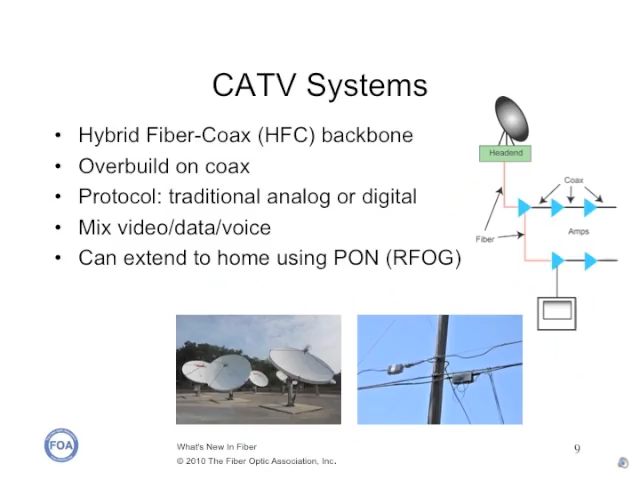 CATV Systems
• Hybrid Fiber-Coax (HFC) backbone
• Overbuild on coax
• Protocol: traditional analog or digital
• Mix video/data/voice
• Can extend to home using PON (RFOG)
Headend
Coax
Fiber
Amps
FOA
What's New In Fiber
© 2010 The Fiber Optic Association, Inc.
9